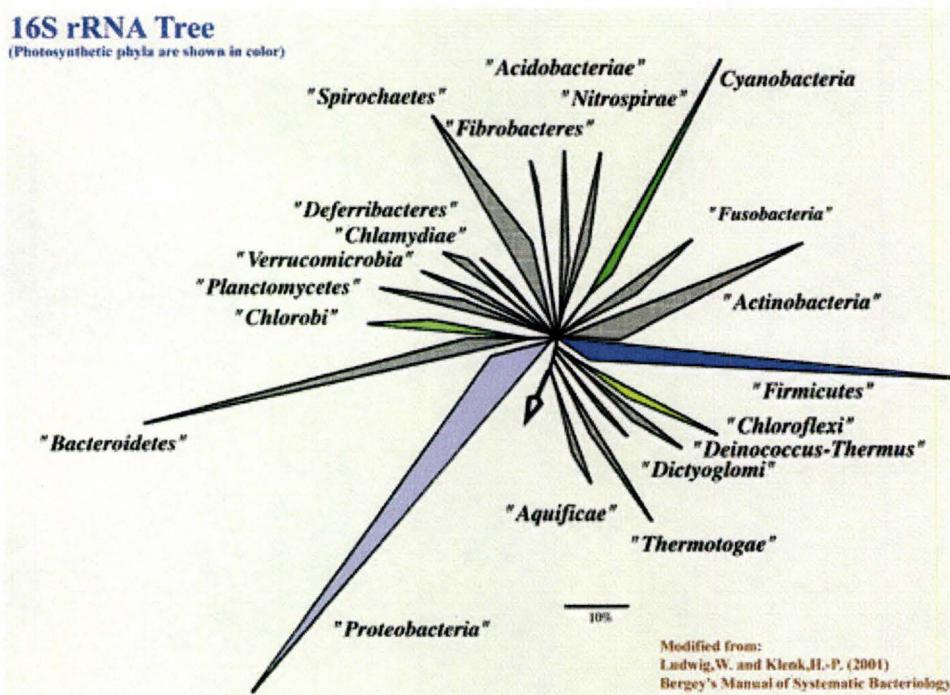 16S rRNA Tree
(Photosynthetic phyla are shown in color)
"Acidobacteriae"
Cyanobacteria
"Spirochaetes"
"Nitrospirae"
"Fibrobacteres"
"Deferribacteres"
"Fusobacteria"
"Chlamydiae"
"Verrucomicrobia"
"Planctomycetes"
"Actinobacteria"
"Chlorobi"
"Firmicutes"
"Chloroflexi"
"Bacteroidetes"
"Deinococcus-Thermus"
"Dictyoglomi"
"Aquificae"
"Thermotogae"
10%
"Proteobacteria"
Modified from:
Ludwig,W. and Klenk,H.-P. (2001)
Bergey's Manual of Systematic Bacteriology